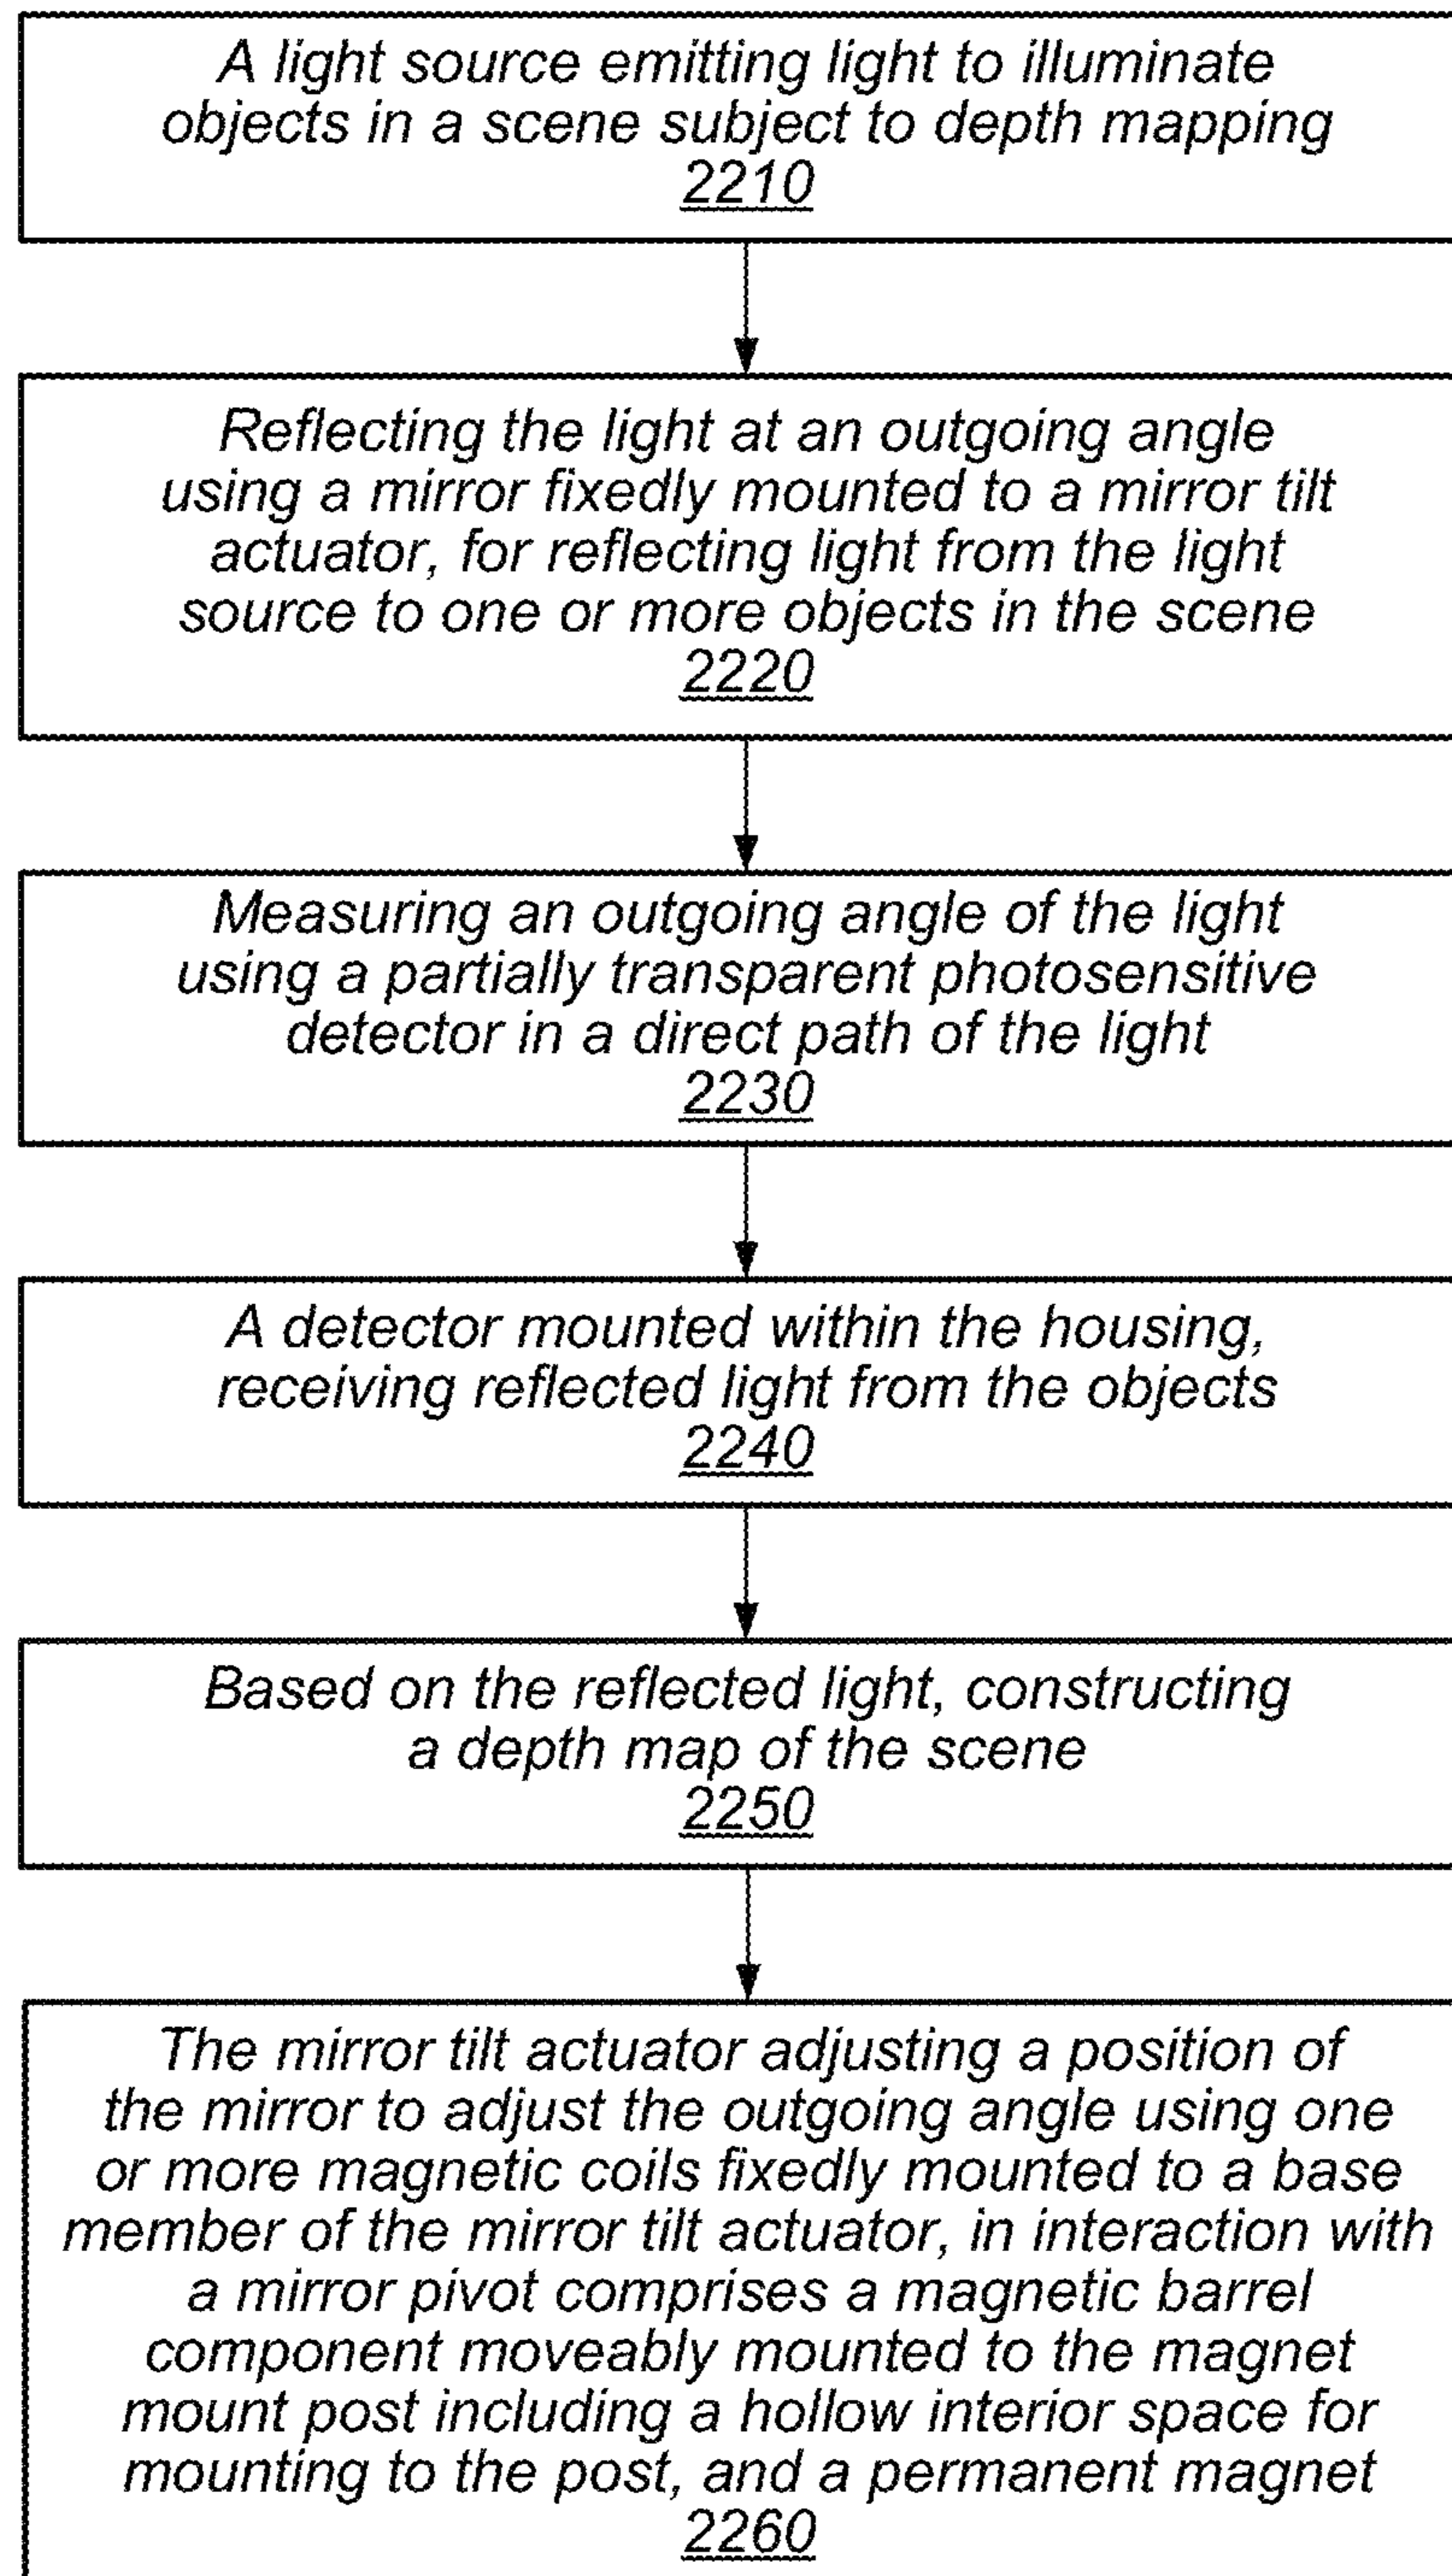 A light source emitting light to illuminate
objects in a scene subject to depth mapping
2210
Reflecting the light at an outgoing angle
using a mirror fixedly mounted to a mirror tilt
actuator, for reflecting light from the light
source to one or more objects in the scene
2220
Measuring an outgoing angle of the light
using a partially transparent photosensitive
detector in a direct path of the light
2230
A detector mounted within the housing,
receiving reflected light from the objects
2240
Based on the reflected light, constructing
a depth map of the scene
2250
The mirror tilt actuator adjusting a position of
the mirror to adjust the outgoing angle using one
or more magnetic coils fixedly mounted to a base
member of the mirror tilt actuator, in interaction with
a mirror pivot comprises a magnetic barrel
component moveably mounted to the magnet
mount post including a hollow interior space for
mounting to the post, and a permanent magnet
2260